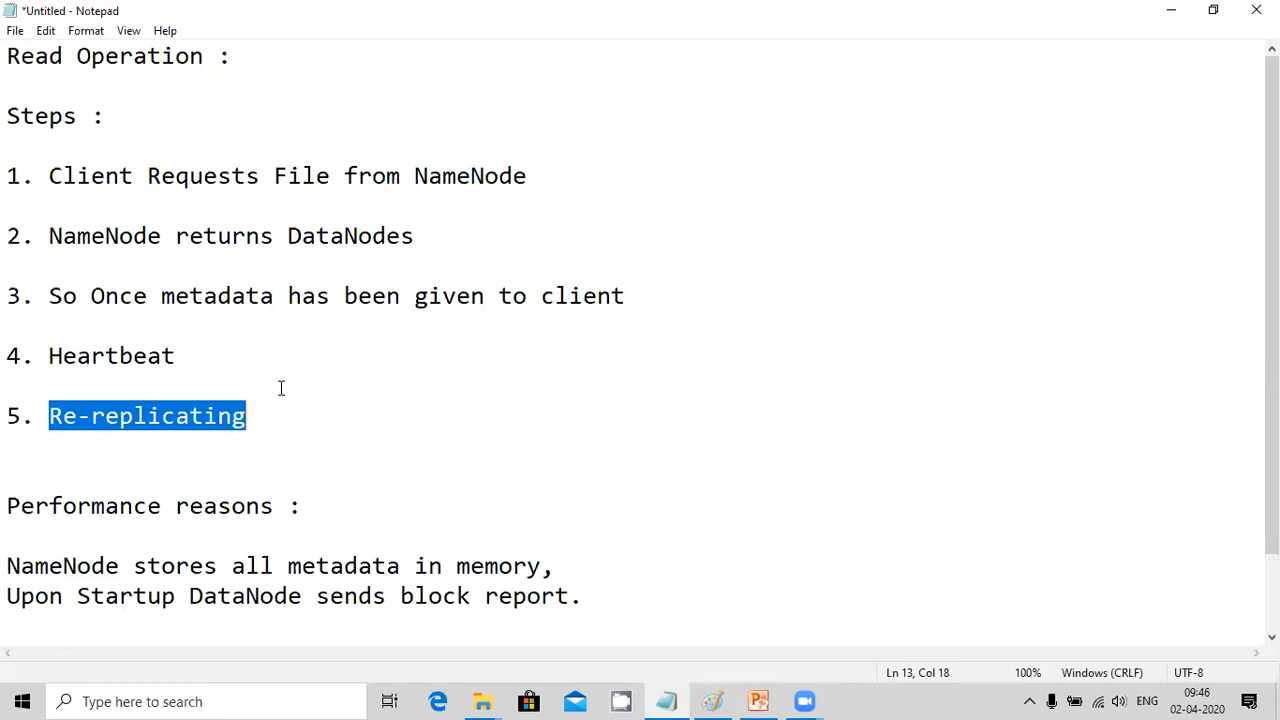 *Untitled - Notepad
File Edit Format View Help
Read Operation :
Steps :
1. Client Requests File from NameNode
2. NameNode returns DataNodes
3. So Once metadata has been given to client
4. Heartbeat
5. Re-replicating
Performance reasons :
NameNode stores all metadata in memory,
Upon Startup DataNode sends block report.
Ln 13, Col 18 100% Windows (CRLF) UTF-8
Type here to search
ENG
09:46
02-04-2020